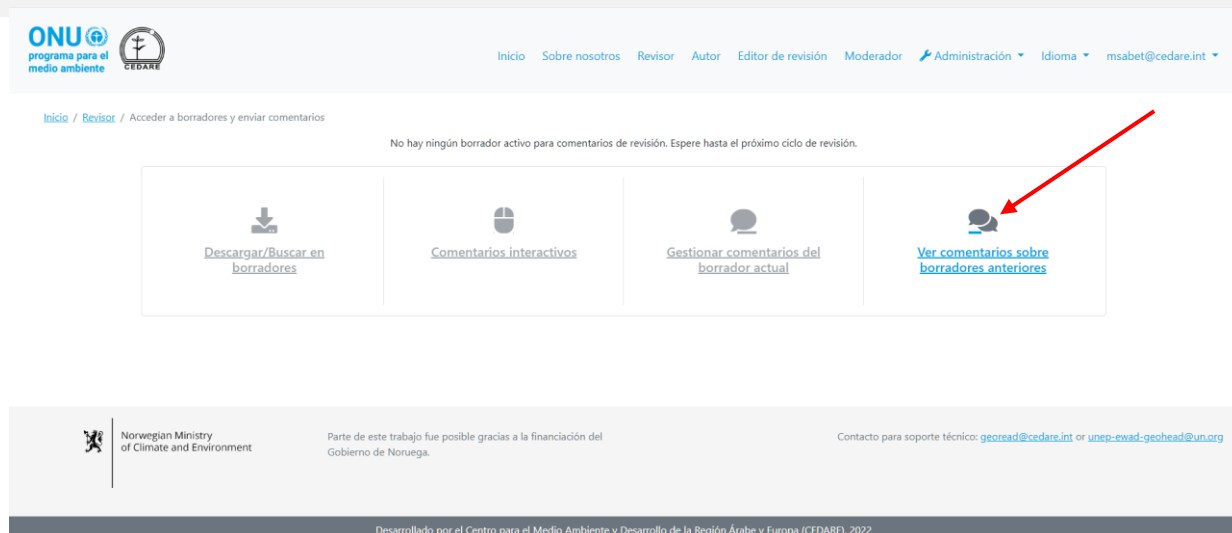 ONU
programa para el
medio ambiente
CEDARE
Inicio Sobre nosotros Revisor Autor Editor de revisión Moderador Administración Idioma msabet@cedare.int
Inicio / Revisor / Acceder a borradores y enviar comentarios
No hay ningún borrador activo para comentarios de revisión. Espere hasta el próximo ciclo de revisión.
Descargar/Buscar en
borradores
Comentarios interactivos
Gestionar comentarios del
borrador actual
Ver comentarios sobre
borradores anteriores
Norwegian Ministry
of Climate and Environment
Parte de este trabajo fue posible gracias a la financiación del
Gobierno de Noruega.
Contacto para soporte técnico: georead@cedare.int or unep-ewad-geohead@un.org
Desarrollado por el Centro para el Medio Ambiente y Desarrollo de la Región Árabe y Europa (CEDARE), 2022